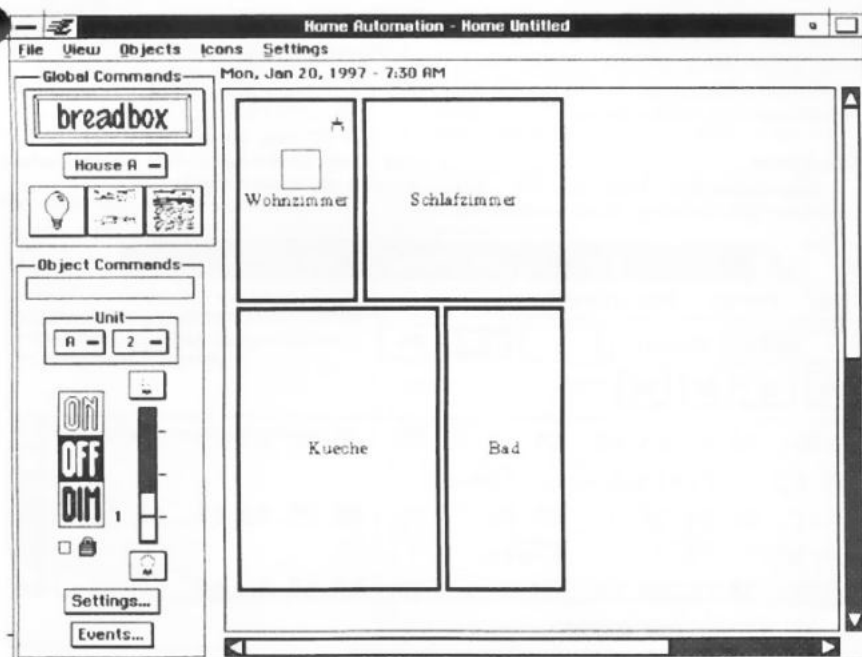 Home Automation - Home Untitled
File View Objects Icons Settings
Global Commands
breadbox
House A
Object Commands
Unit
A 2
ON
OFF
DIM
1
Settings...
Events...
Mon, Jan 20, 1997 - 7:30 AM
Wohnzimmer
Schlafzimmer
Kueche
Bad